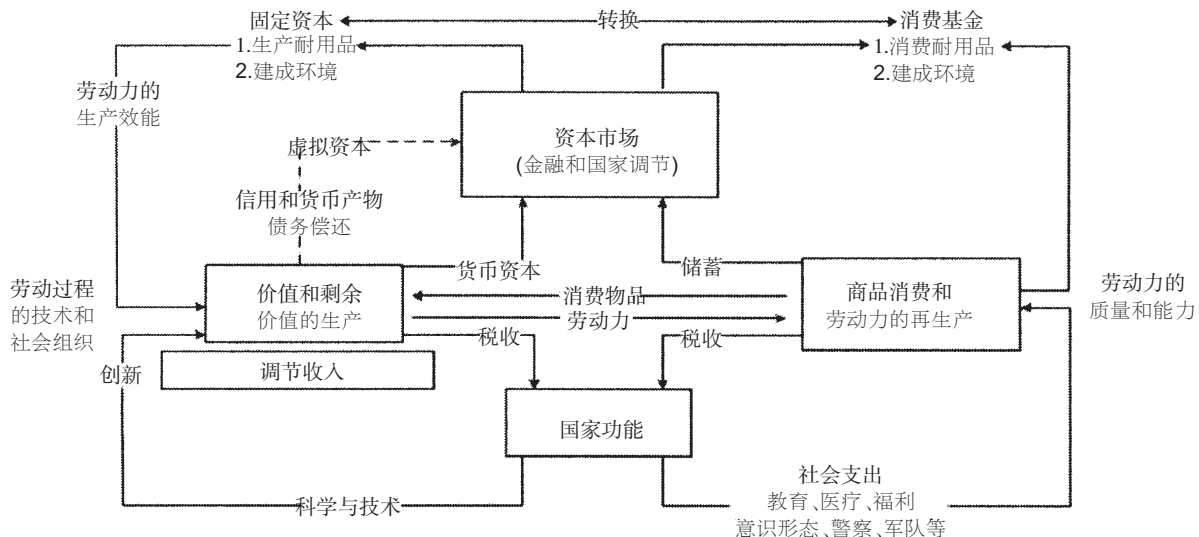 固定资本
转换
消费基金
1.生产耐用品
2.建成环境
1.消费耐用品
2.建成环境
劳动力的
生产效能
虚拟资本
资本市场
(金融和国家调节)
信用和货币产物
债务偿还
货币资本
储蓄
劳动过程
的技术和
社会组织
价值和剩余
价值的生产
消费物品
劳动力
商品消费和
劳动力的再生产
劳动力的
质量和能力
税收
税收
创新
调节收入
国家功能
科学与技术
社会支出
教育、医疗、福利
意识形态、警察、军队等